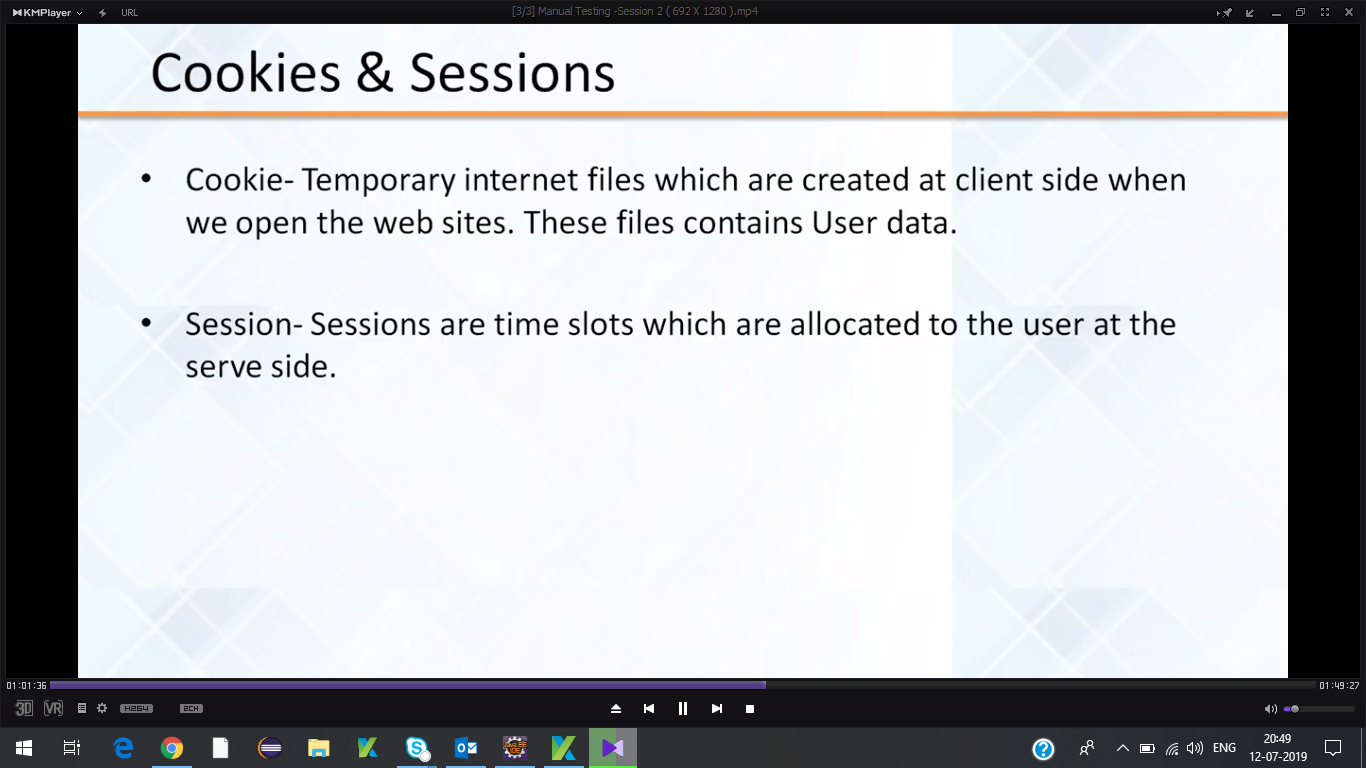 KMPlayer
URL
[3/3] Manual Testing -Session 2 ( 692 X 1280 ).mp4
Cookies & Sessions
• Cookie- Temporary internet files which are created at client side when
we open the web sites. These files contains User data.
• Session- Sessions are time slots which are allocated to the user at the
serve side.
01:01:36
01:49:27
3D VR H264 2CH
ENG
20:49
12-07-2019